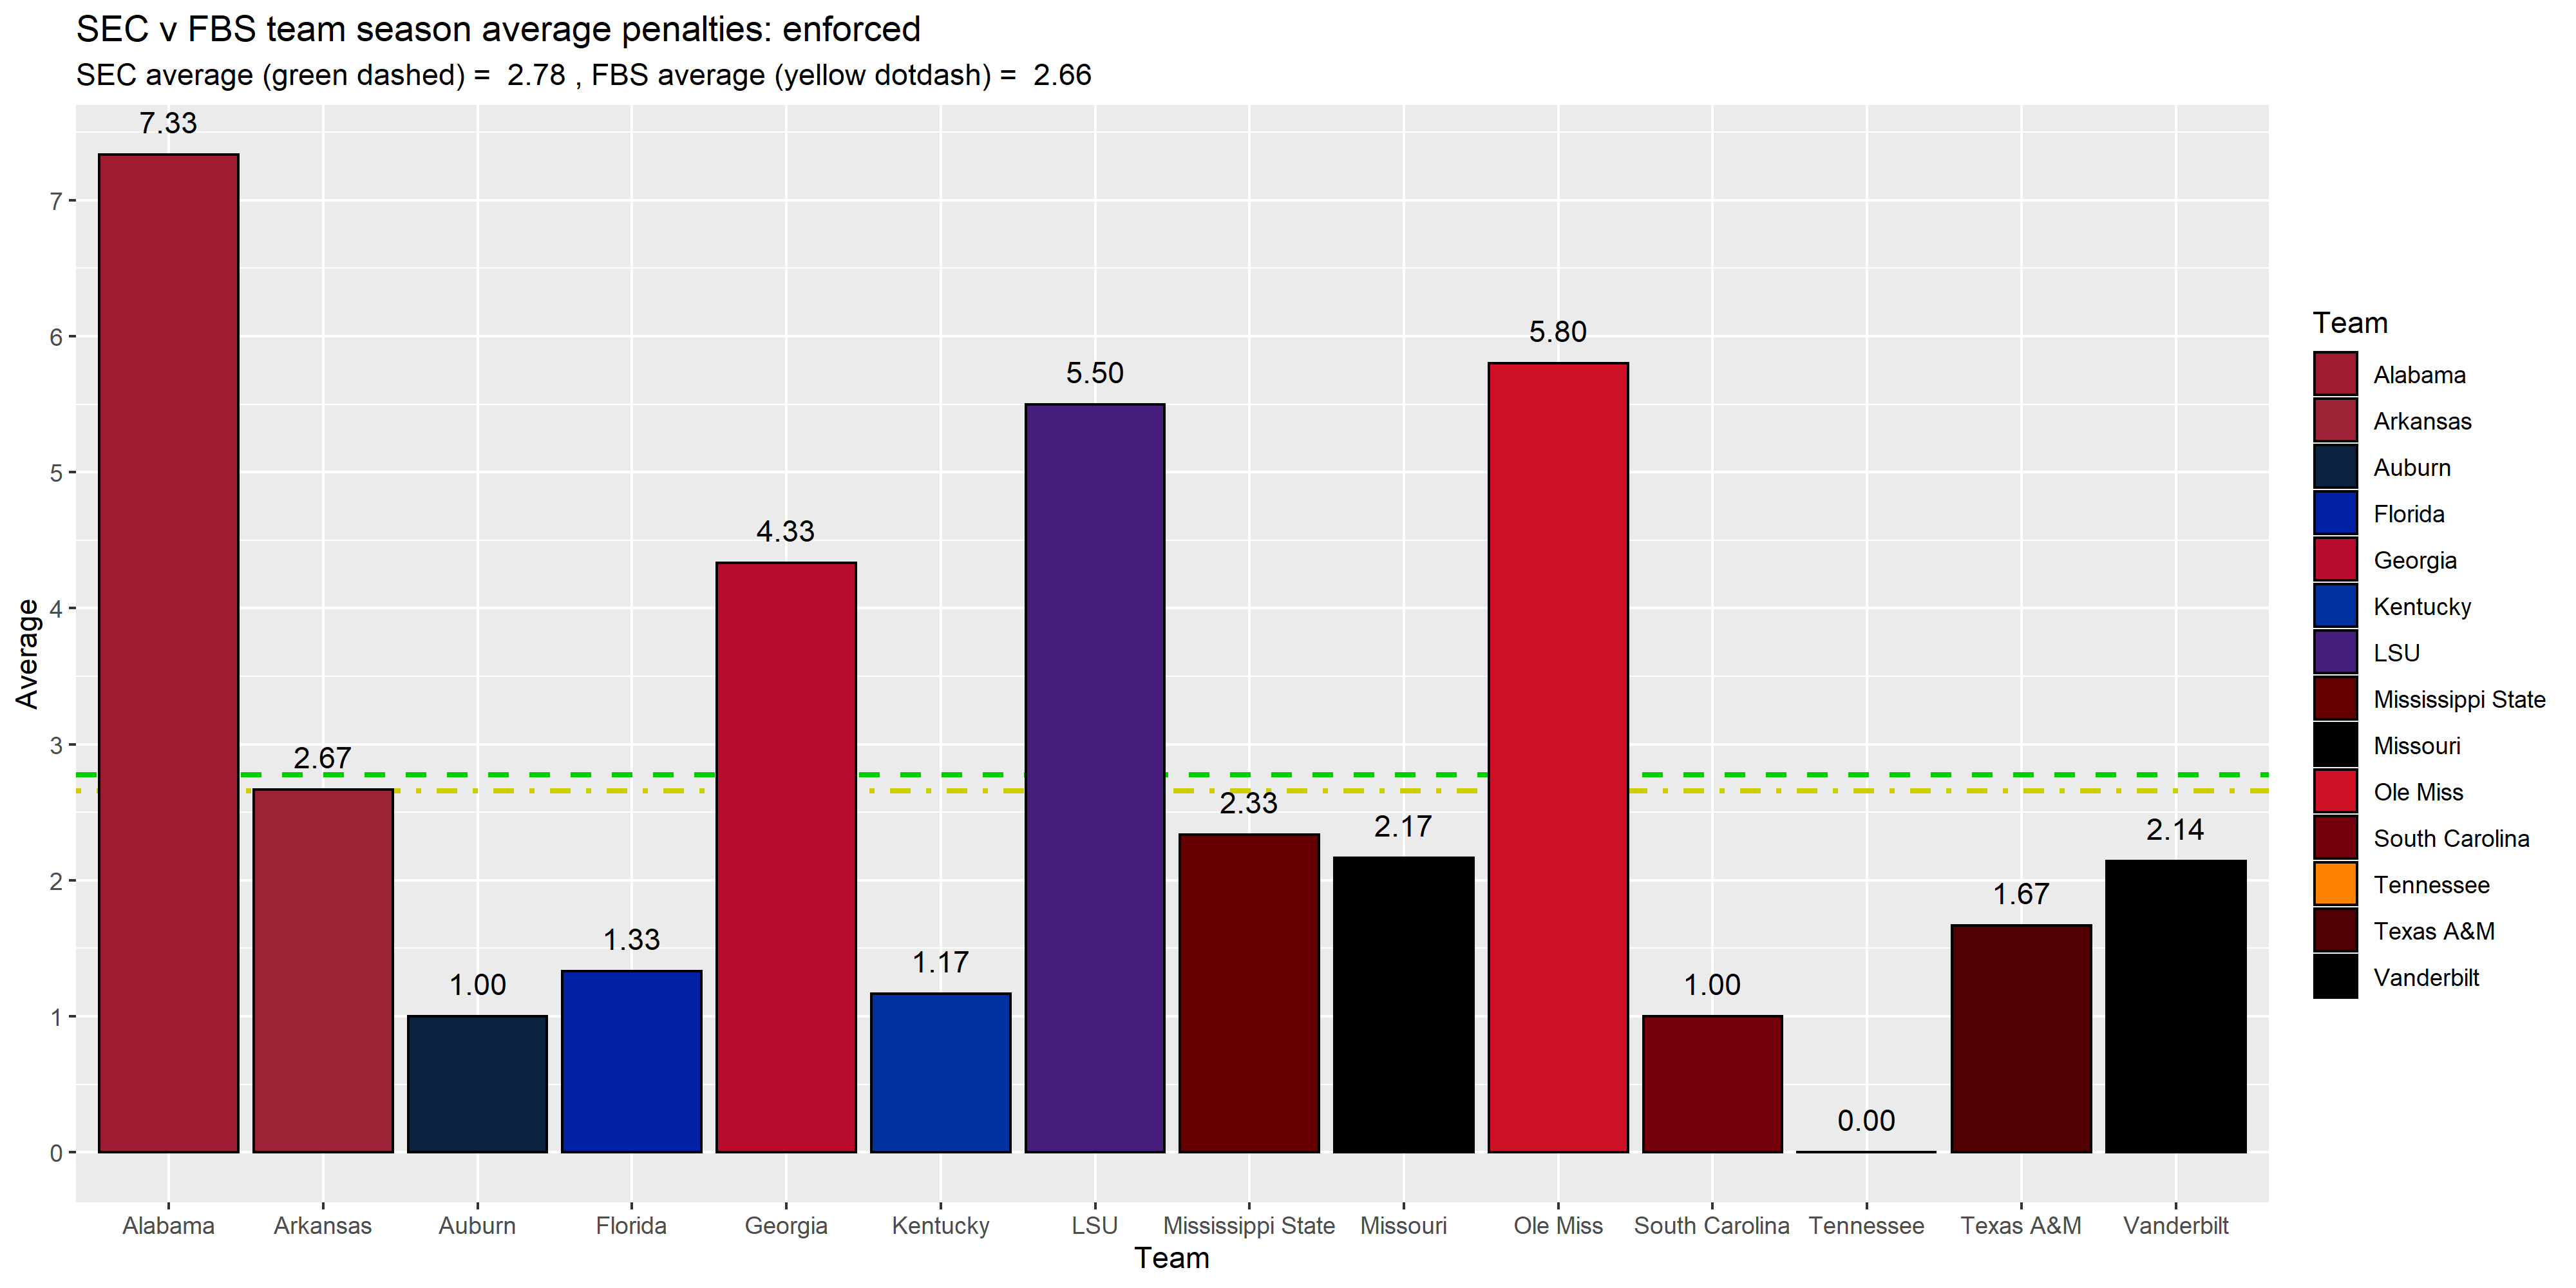 SEC v FBS team season average penalties: enforced
SEC average (green dashed) =  2.78 , FBS average (yellow dotdash) =  2.66
Average
7
6
5
4
3
2
1
0
7.33
2.67
1.00
1.33
4.33
1.17
5.50
2.33
2.17
5.80
1.00
0.00
1.67
2.14
Alabama
Arkansas
Auburn
Florida
Georgia
Kentucky
LSU
Mississippi State
Missouri
Ole Miss
South Carolina
Tennessee
Texas A&M
Vanderbilt
Team
Team
Alabama
Arkansas
Auburn
Florida
Georgia
Kentucky
LSU
Mississippi State
Missouri
Ole Miss
South Carolina
Tennessee
Texas A&M
Vanderbilt